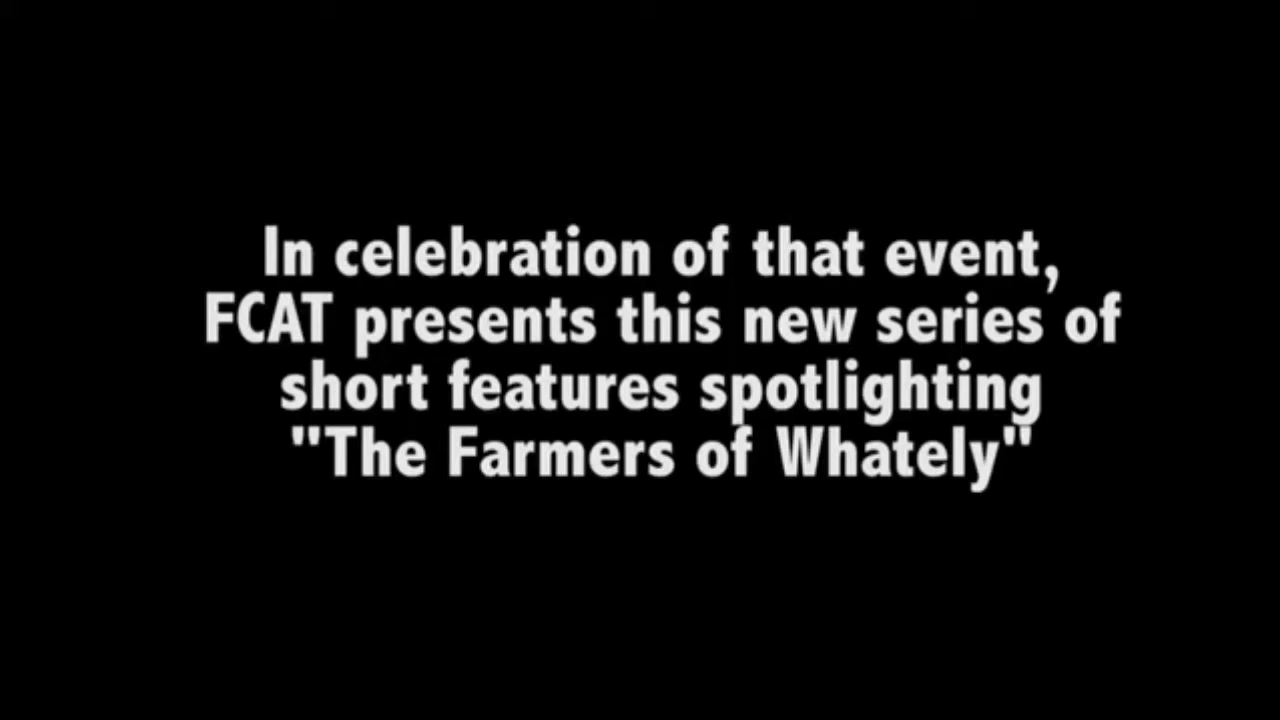 In celebration of that event,
FCAT presents this new series of
short features spotlighting
"The Farmers of Whately"